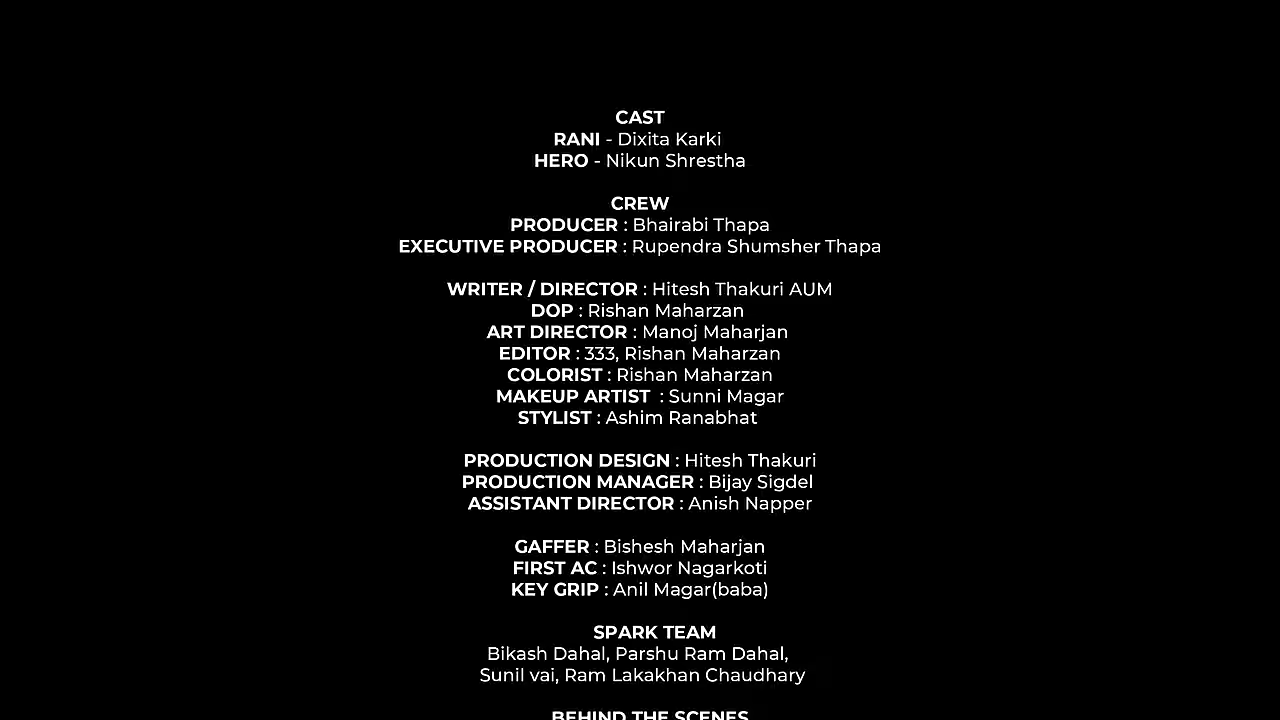 CAST
RANI - Dixita Karki
HERO - Nikun Shrestha
CREW
PRODUCER : Bhairabi Thapa
EXECUTIVE PRODUCER : Rupendra Shumsher Thapa
WRITER / DIRECTOR : Hitesh Thakuri AUM
DOP : Rishan Maharzan
ART DIRECTOR : Manoj Maharjan
EDITOR : 333, Rishan Maharzan
COLORIST : Rishan Maharzan
MAKEUP ARTIST  : Sunni Magar
STYLIST : Ashim Ranabhat
PRODUCTION DESIGN : Hitesh Thakuri
PRODUCTION MANAGER : Bijay Sigdel
ASSISTANT DIRECTOR : Anish Napper
GAFFER : Bishesh Maharjan
FIRST AC : Ishwor Nagarkoti
KEY GRIP : Anil Magar(baba)
SPARK TEAM
Bikash Dahal, Parshu Ram Dahal,
Sunil vai, Ram Lakakhan Chaudhary
BEHIND THE SCENES